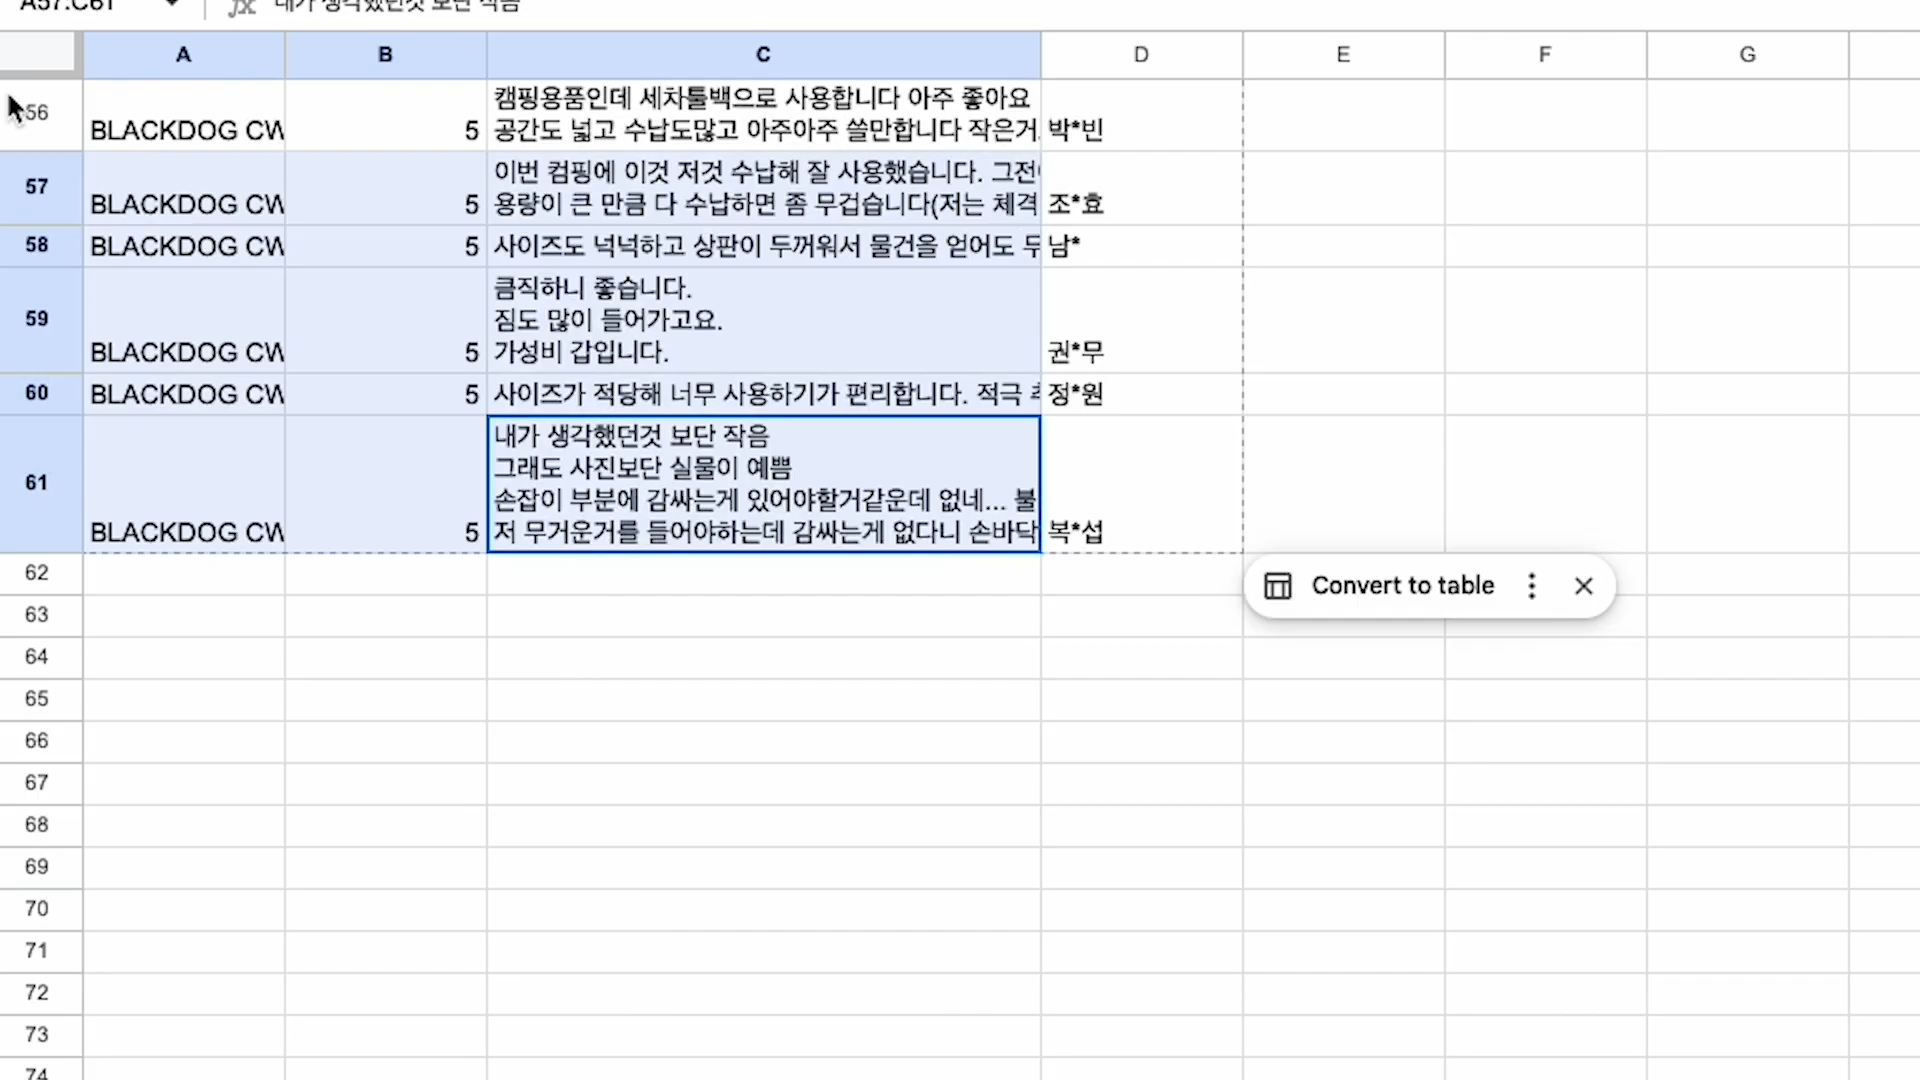 A57:C61 fx 내가 생각했던것 보단 작음
A B C D E F G
56 BLACKDOG CW 5 캠핑용품인데 세차툴백으로 사용합니다 아주 좋아요
공간도 넓고 수납도많고 아주아주 쓸만합니다 작은거 박*빈
57 BLACKDOG CW 5 이번 컴핑에 이것 저것 수납해 잘 사용했습니다.
용량이 큰 만큼 다 수납하면 좀 무겁습니다(저는 체격 조*효
58 BLACKDOG CW 5 사이즈도 넉넉하고 상판이 두꺼워서 물건을 얻어도 남*
59 BLACKDOG CW 5 큼직하니 좋습니다.
짐도 많이 들어가고요.
가성비 갑입니다. 권*무
60 BLACKDOG CW 5 사이즈가 적당해 너무 사용하기가 편리합니다. 적극 정*원
61 BLACKDOG CW 5 내가 생각했던것 보단 작음
그래도 사진보단 실물이 예쁨
손잡이 부분에 감싸는게 있어야할거같운데 없네... 불
저 무거운거를 들어야하는데 감싸는게 없다니 손바닥 복*섭
62
Convert to table
63
64
65
66
67
68
69
70
71
72
73
74